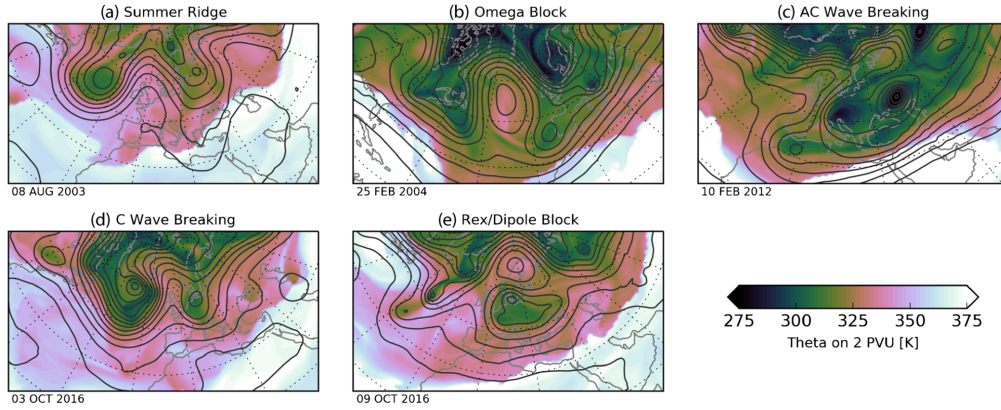 (a) Summer Ridge
(b) Omega Block
(c) AC Wave Breaking
08 AUG 2003
25 FEB 2004
10 FEB 2012
(d) C Wave Breaking
(e) Rex/Dipole Block
275 300 325 350 375
Theta on 2 PVU [K]
03 OCT 2016
09 OCT 2016